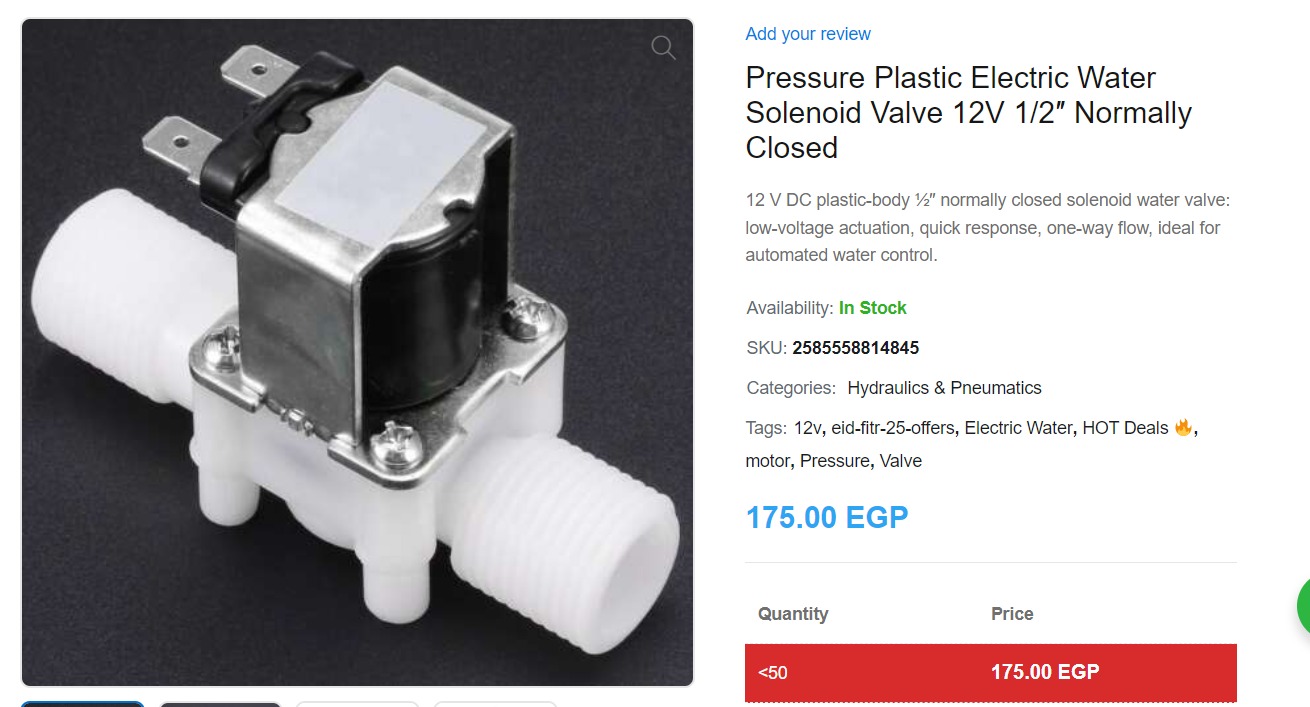 Add your review
Pressure Plastic Electric Water
Solenoid Valve 12V 1/2″ Normally
Closed
12 V DC plastic-body ½″ normally closed solenoid water valve:
low-voltage actuation, quick response, one-way flow, ideal for
automated water control.
Availability: In Stock
SKU: 2585558814845
Categories: Hydraulics & Pneumatics
Tags: 12v, eid-fitr-25-offers, Electric Water, HOT Deals 🔥,
motor, Pressure, Valve
175.00 EGP
Quantity Price
<50 175.00 EGP